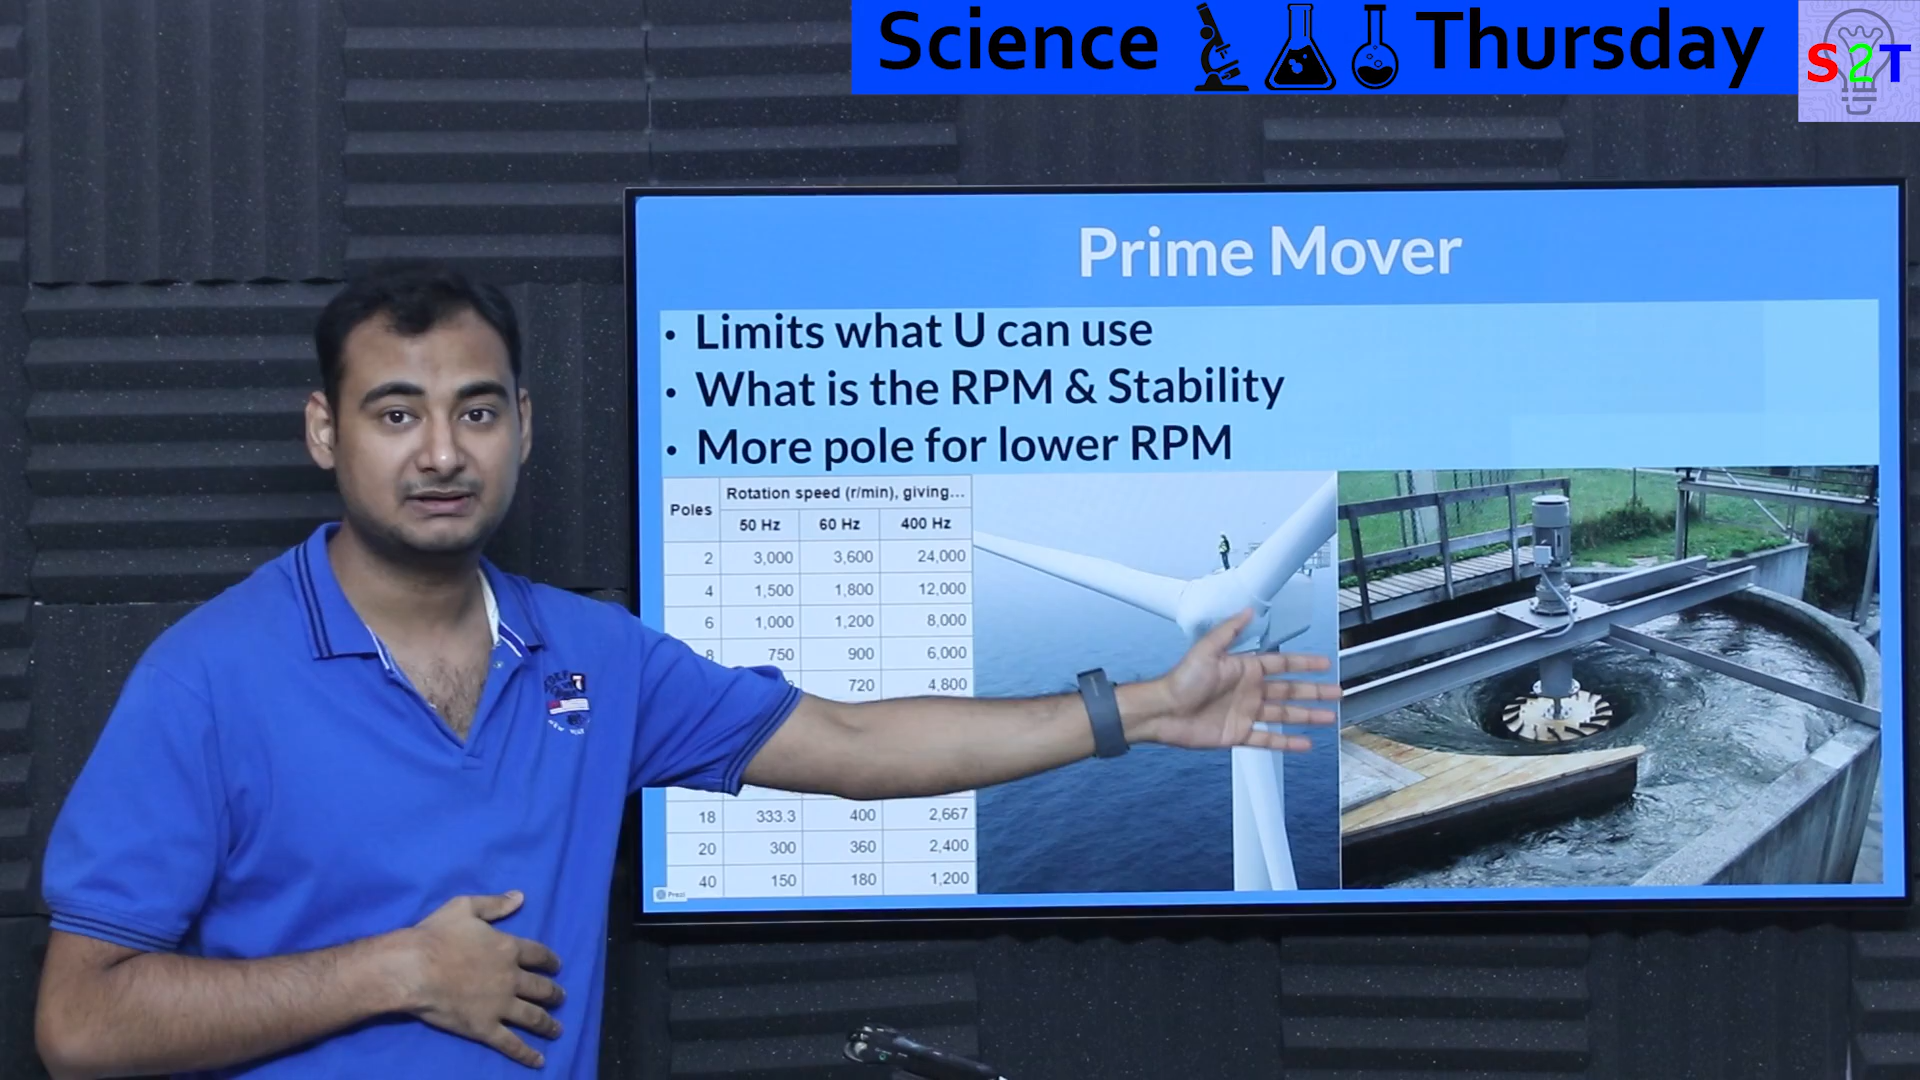 Science Thursday
S2T
Prime Mover
• Limits what U can use
• What is the RPM & Stability
• More pole for lower RPM
Poles Rotation speed (r/min), giving...
50 Hz 60 Hz 400 Hz
2 3,000 3,600 24,000
4 1,500 1,800 12,000
6 1,000 1,200 8,000
8 750 900 6,000
720 4,800
18 333.3 400 2,667
20 300 360 2,400
40 150 180 1,200